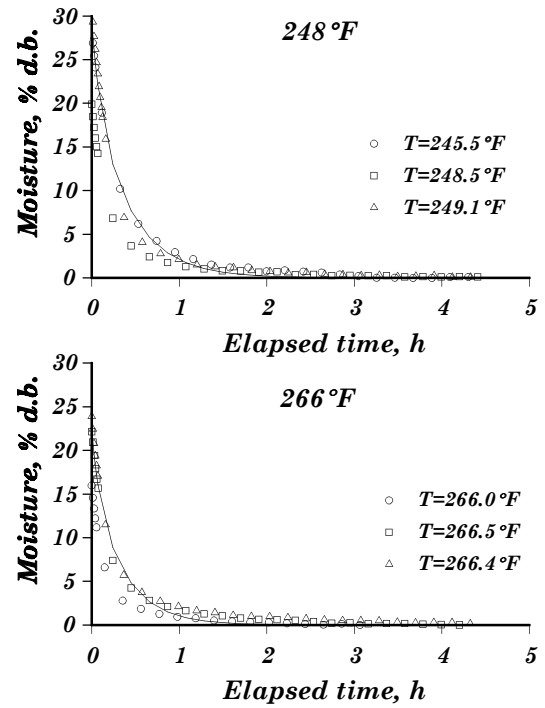 248°F
Moisture, % d.b.
30
25
20
15
10
5
0
T=245.5°F
T=248.5°F
T=249.1°F
0 1 2 3 4 5
Elapsed time, h
266°F
Moisture, % d.b.
30
25
20
15
10
5
0
T=266.0°F
T=266.5°F
T=266.4°F
0 1 2 3 4 5
Elapsed time, h